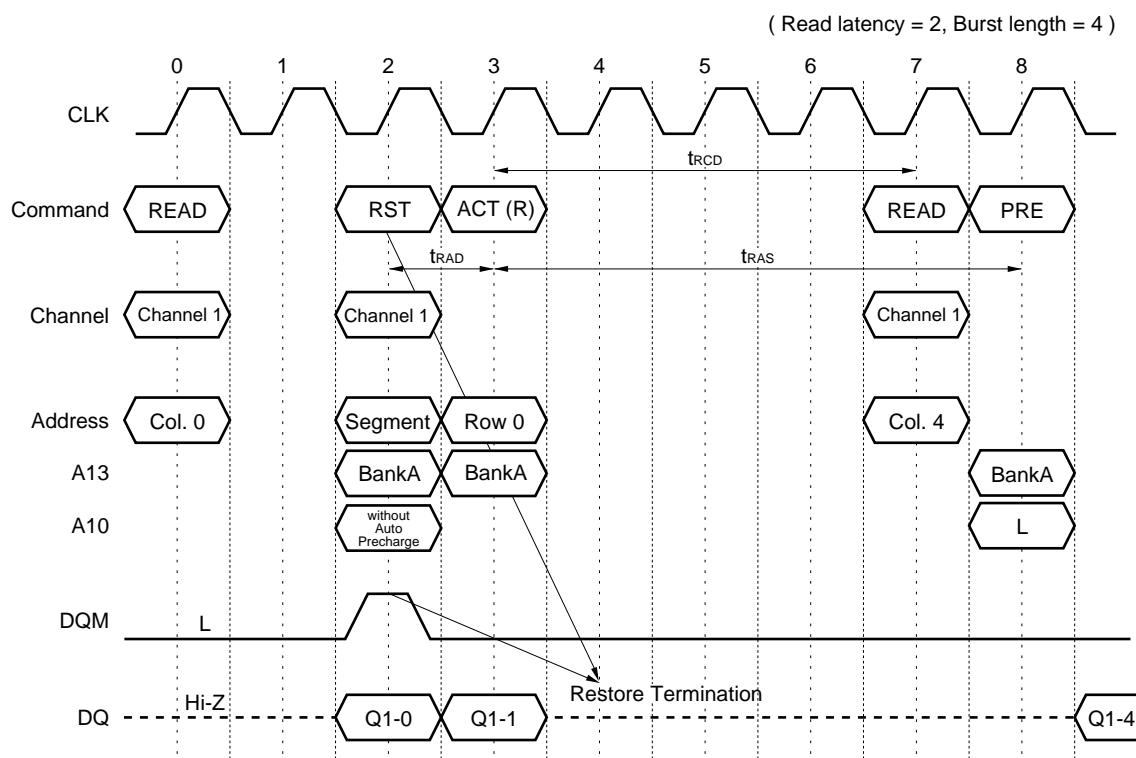 ( Read latency = 2, Burst length = 4 )
0 1 2 3 4 5 6 7 8
CLK
tRCD
Command READ RST ACT (R) READ PRE
tRAD tRAS
Channel Channel 1 Channel 1 Channel 1
Address Col. 0 Segment Row 0 Col. 4
A13 BankA BankA BankA
A10 without Auto Precharge L
DQM L
Restore Termination
Hi-Z
DQ Q1-0 Q1-1 Q1-4